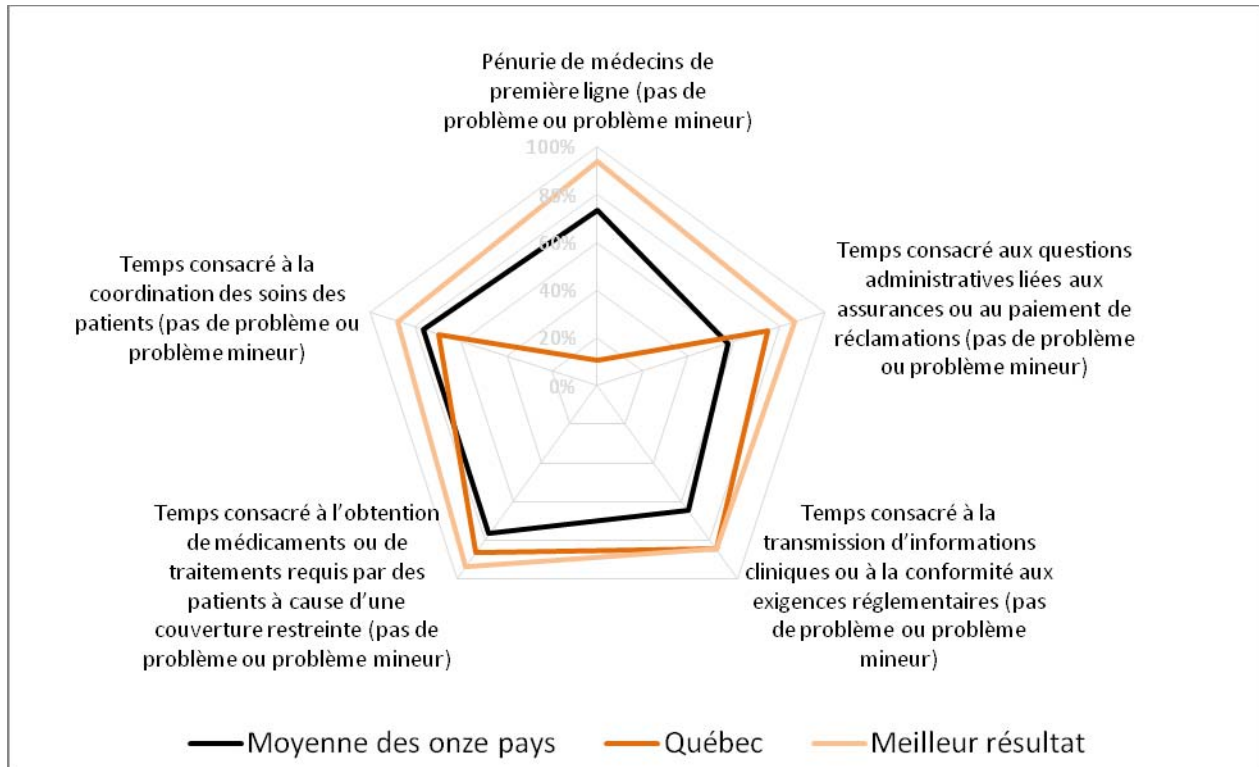 Pénurie de médecins de
première ligne (pas de
problème ou problème mineur)
100%
85%
60%
40%
20%
0%
Temps consacré aux questions
administratives liées aux
assurances ou au paiement de
réclamations (pas de problème
ou problème mineur)
Temps consacré à la
transmission d’informations
cliniques ou à la conformité aux
exigences réglementaires (pas
de problème ou problème
mineur)
Temps consacré à l’obtention
de médicaments ou de
traitements requis par des
patients à cause d’une
couverture restreinte (pas de
problème ou problème mineur)
Temps consacré à la
coordination des soins des
patients (pas de problème ou
problème mineur)
Moyenne des onze pays
Québec
Meilleur résultat